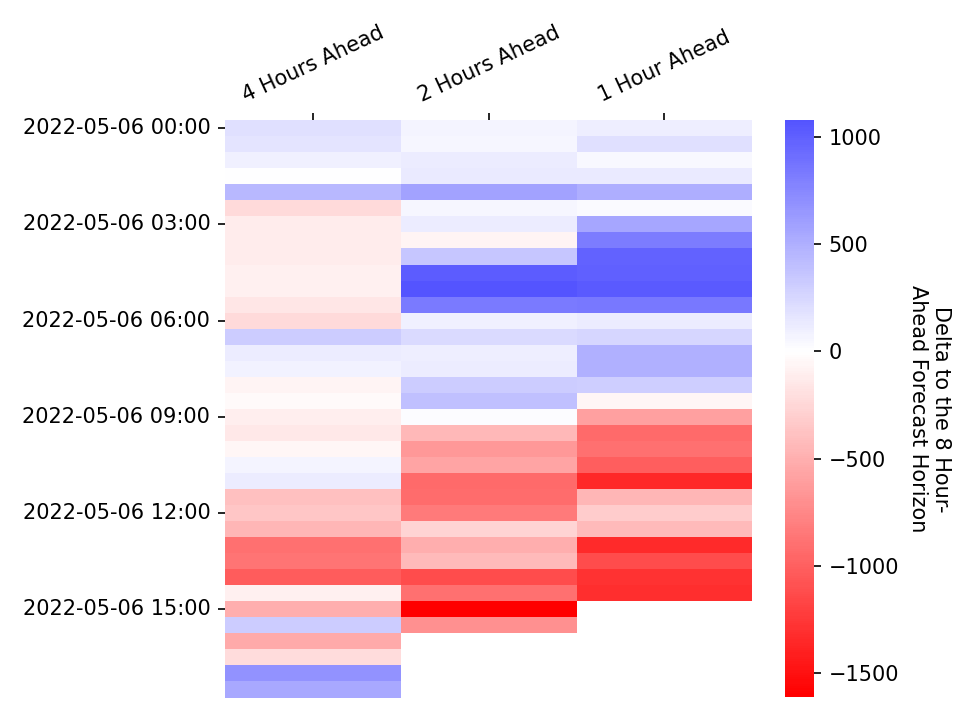 4 Hours Ahead
2 Hours Ahead
1 Hour Ahead
2022-05-06 00:00
2022-05-06 03:00
2022-05-06 06:00
2022-05-06 09:00
2022-05-06 12:00
2022-05-06 15:00
1000
500
0
−500
−1000
−1500
Delta to the 8 Hour-
Ahead Forecast Horizon